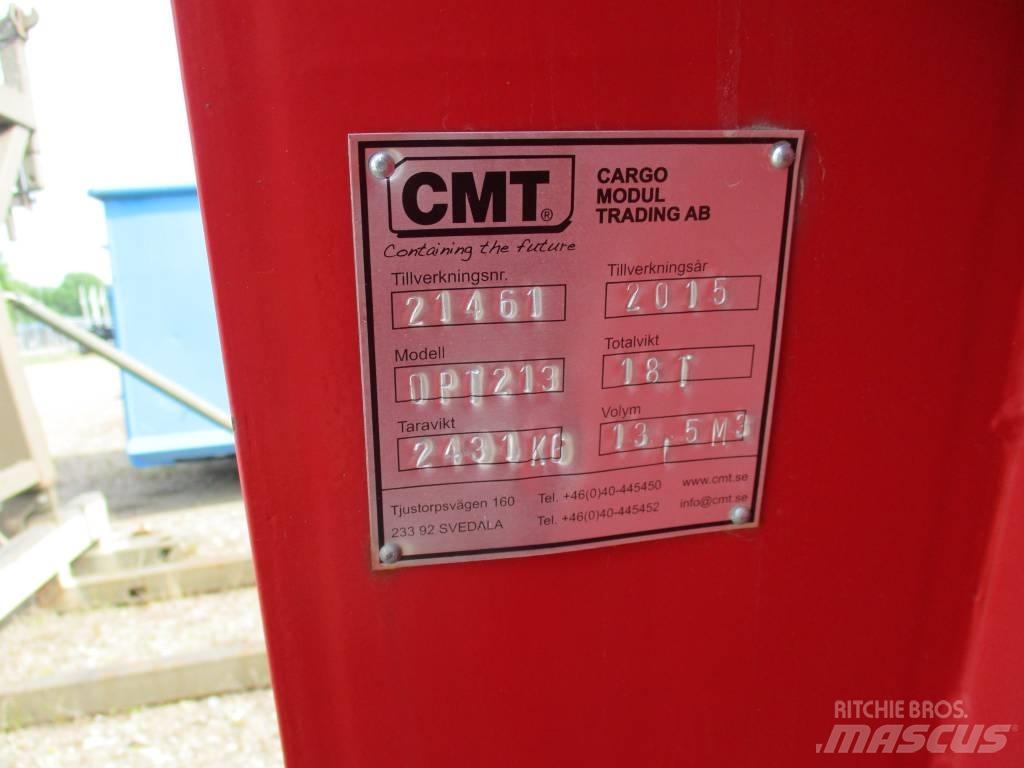 CMT®
Containing the future
CARGO
MODUL
TRADING AB
Tillverkningsnr.
21461
Tillverkningsår
2015
Modell
OPT213
Totalvikt
18T
Taravikt
2431KG
Volym
13,5M3
Tjustorpsvägen 160
233 92 SVEDALA
Tel. +46(0)40-445450
Tel. +46(0)40-445452
www.cmt.se
info@cmt.se
RITCHIE BROS.
MASCUS